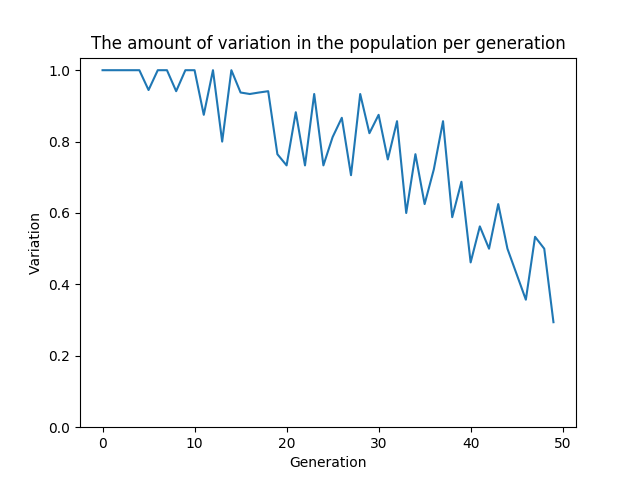 The amount of variation in the population per generation
1.0
0.8
0.6
0.4
0.2
0.0
Variation
0 10 20 30 40 50
Generation